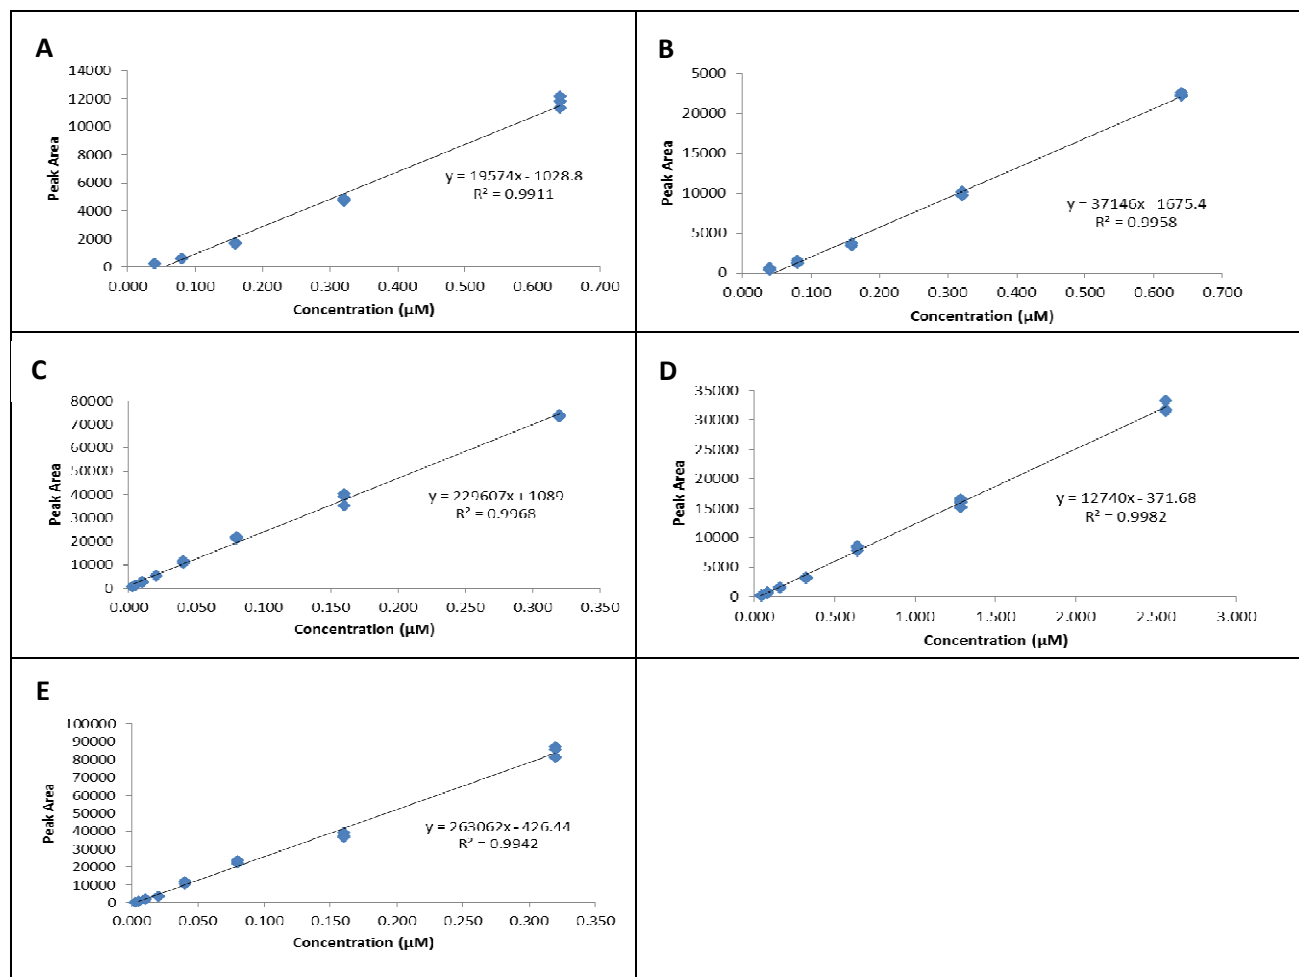 A
14000
12000
10000
8000
6000
4000
2000
0
Peak Area
y = 19574x - 1028.8
R² = 0.9911
0.000 0.100 0.200 0.300 0.400 0.500 0.600 0.700
Concentration (µM)
B
5000
20000
15000
10000
5000
0
Peak Area
y = 37146x - 1675.4
R² = 0.9958
0.000 0.100 0.200 0.300 0.400 0.500 0.600 0.700
Concentration (µM)
C
80000
70000
60000
50000
40000
30000
20000
10000
0
Peak Area
y = 229607x + 1089
R² = 0.9968
0.000 0.050 0.100 0.150 0.200 0.250 0.300 0.350
Concentration (µM)
D
35000
30000
25000
20000
15000
10000
5000
0
Peak Area
y = 12740x - 371.68
R² = 0.9982
0.000 0.500 1.000 1.500 2.000 2.500 3.000
Concentration (µM)
E
100000
90000
80000
70000
60000
50000
40000
30000
20000
10000
0
Peak Area
y = 263062x - 426.44
R² = 0.9942
0.000 0.050 0.100 0.150 0.200 0.250 0.300 0.350
Concentration (µM)